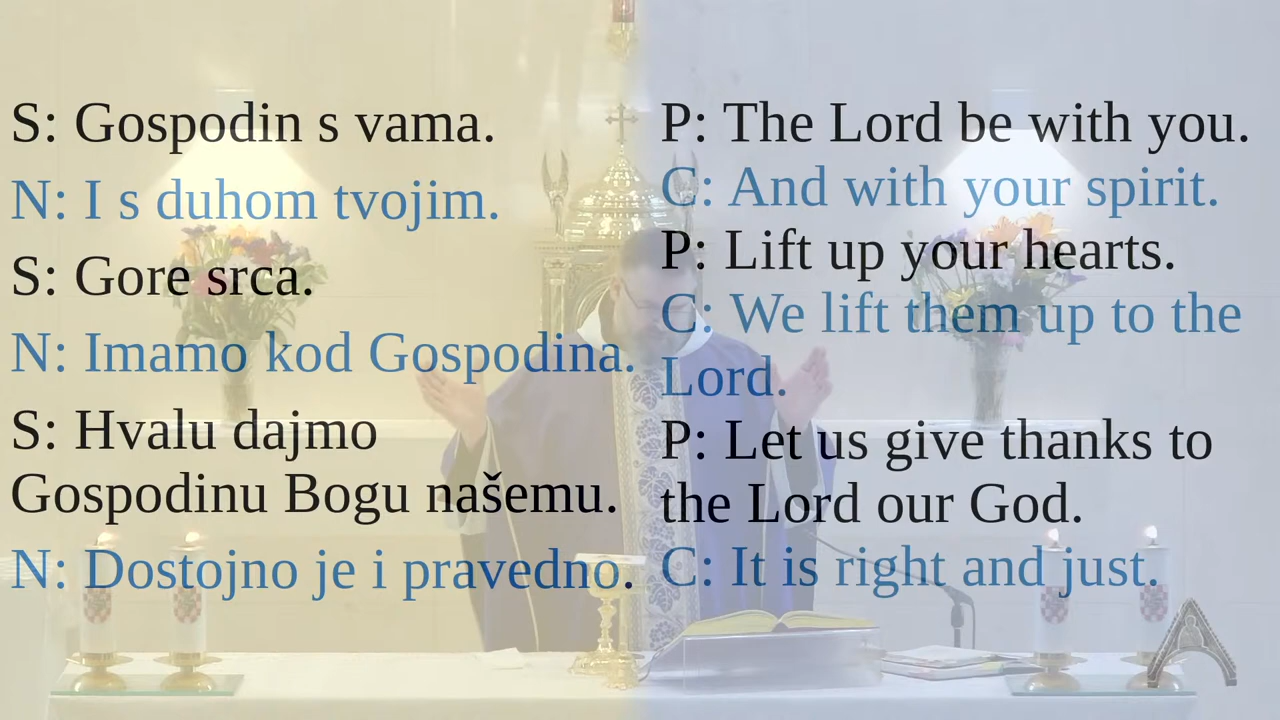 S: Gospodin s vama.
N: I s duhom tvojim.
S: Gore srca.
N: Imamo kod Gospodina.
S: Hvalu dajmo
Gospodinu Bogu našemu.
N: Dostojno je i pravedno.
P: The Lord be with you.
C: And with your spirit.
P: Lift up your hearts.
C: We lift them up to the
Lord.
P: Let us give thanks to
the Lord our God.
C: It is right and just.